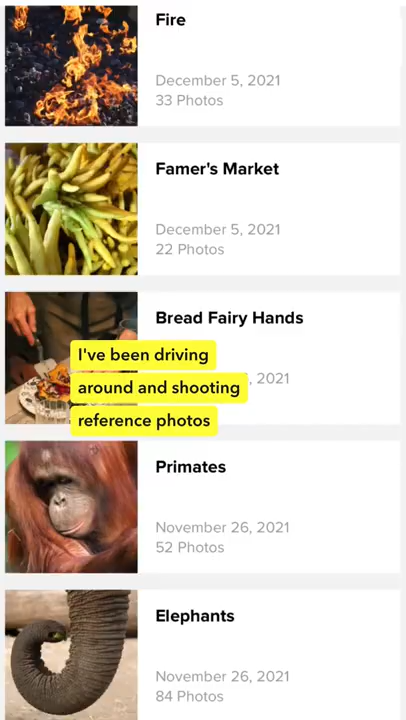 Fire
December 5, 2021
33 Photos
Famer's Market
December 5, 2021
22 Photos
Bread Fairy Hands
I've been driving
around and shooting
, 2021
reference photos
Primates
November 26, 2021
52 Photos
Elephants
November 26, 2021
84 Photos